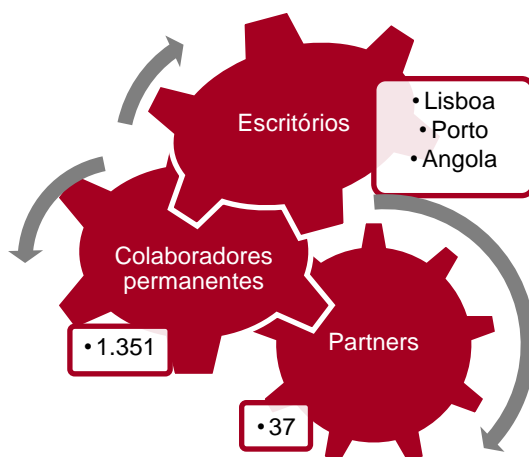 Escritórios
• Lisboa
• Porto
• Angola
Colaboradores
permanentes
• 1.351
Partners
• 37